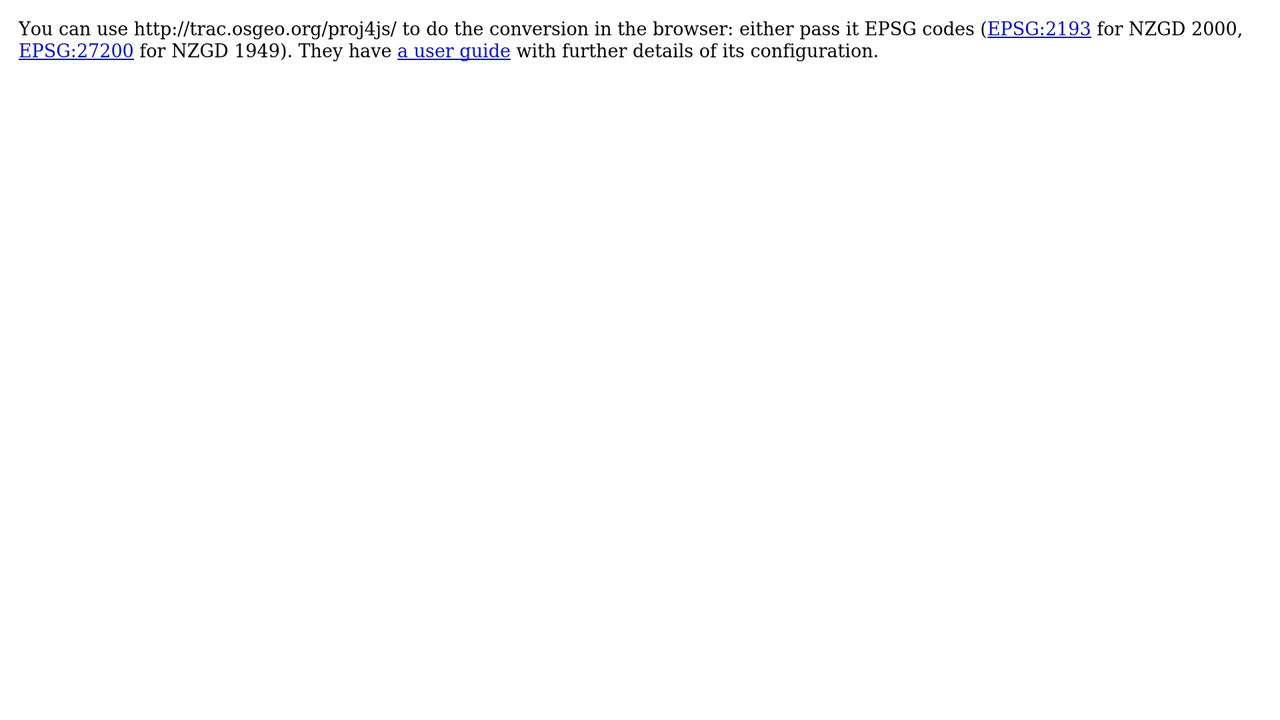 You can use http://trac.osgeo.org/proj4js/ to do the conversion in the browser: either pass it EPSG codes (EPSG:2193 for NZGD 2000,
EPSG:27200 for NZGD 1949). They have a user guide with further details of its configuration.